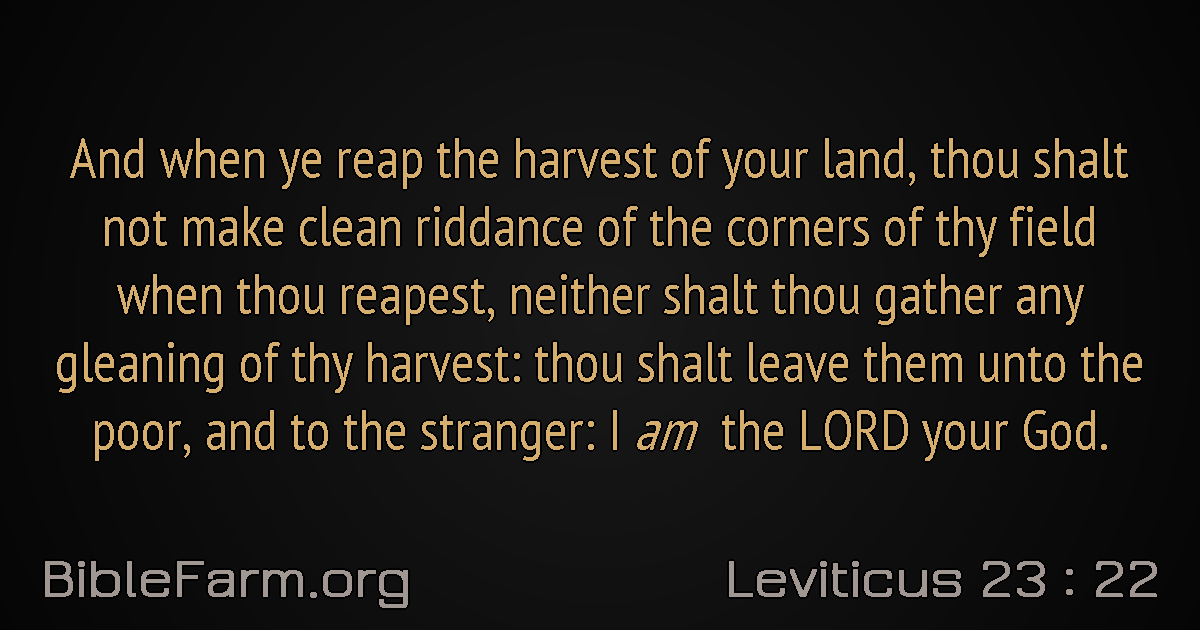 And when ye reap the harvest of your land, thou shalt
not make clean riddance of the corners of thy field
when thou reapest, neither shalt thou gather any
gleaning of thy harvest: thou shalt leave them unto the
poor, and to the stranger: I am the LORD your God.
BibleFarm.org
Leviticus 23 : 22